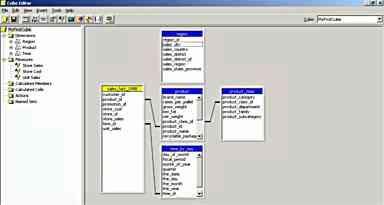 Cube Editor
File Edit View Insert Tools Help
Cube: MyFirstCube
MyFirstCube
Dimensions
Region
Product
Time
Measures
Store Sales
Store Cost
Unit Sales
Calculated Members
Calculated Cells
Actions
Named Sets
region
region_id
sales_city
sales_country
sales_district
sales_district_id
sales_region
sales_state_province
sales_fact_1998
customer_id
product_id
promotion_id
store_cost
store_id
store_sales
time_id
unit_sales
product
brand_name
cases_per_pallet
gross_weight
low_fat
net_weight
product_class_id
product_id
product_name
recyclable_package
product_class
product_category
product_class_id
product_department
product_family
product_subcategory
time_by_day
day_of_month
fiscal_period
month_of_year
quarter
the_date
the_day
the_month
the_year
time_id